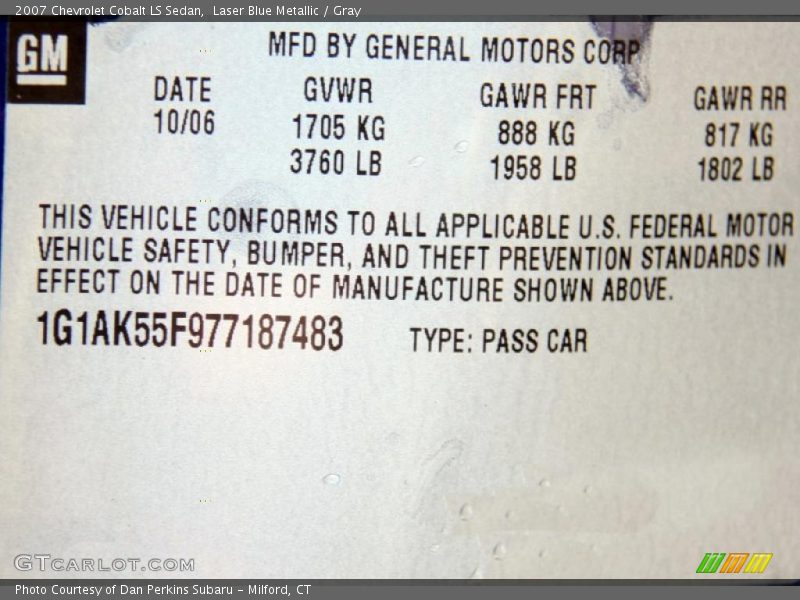 2007 Chevrolet Cobalt LS Sedan, Laser Blue Metallic / Gray
GM
MFD BY GENERAL MOTORS CORP
DATE GVWR GAWR FRT GAWR RR
10/06 1705 KG 888 KG 817 KG
3760 LB 1958 LB 1802 LB
THIS VEHICLE CONFORMS TO ALL APPLICABLE U.S. FEDERAL MOTOR
VEHICLE SAFETY, BUMPER, AND THEFT PREVENTION STANDARDS IN
EFFECT ON THE DATE OF MANUFACTURE SHOWN ABOVE.
1G1AK55F977187483 TYPE: PASS CAR
GTCARLOT.COM
Photo Courtesy of Dan Perkins Subaru - Milford, CT